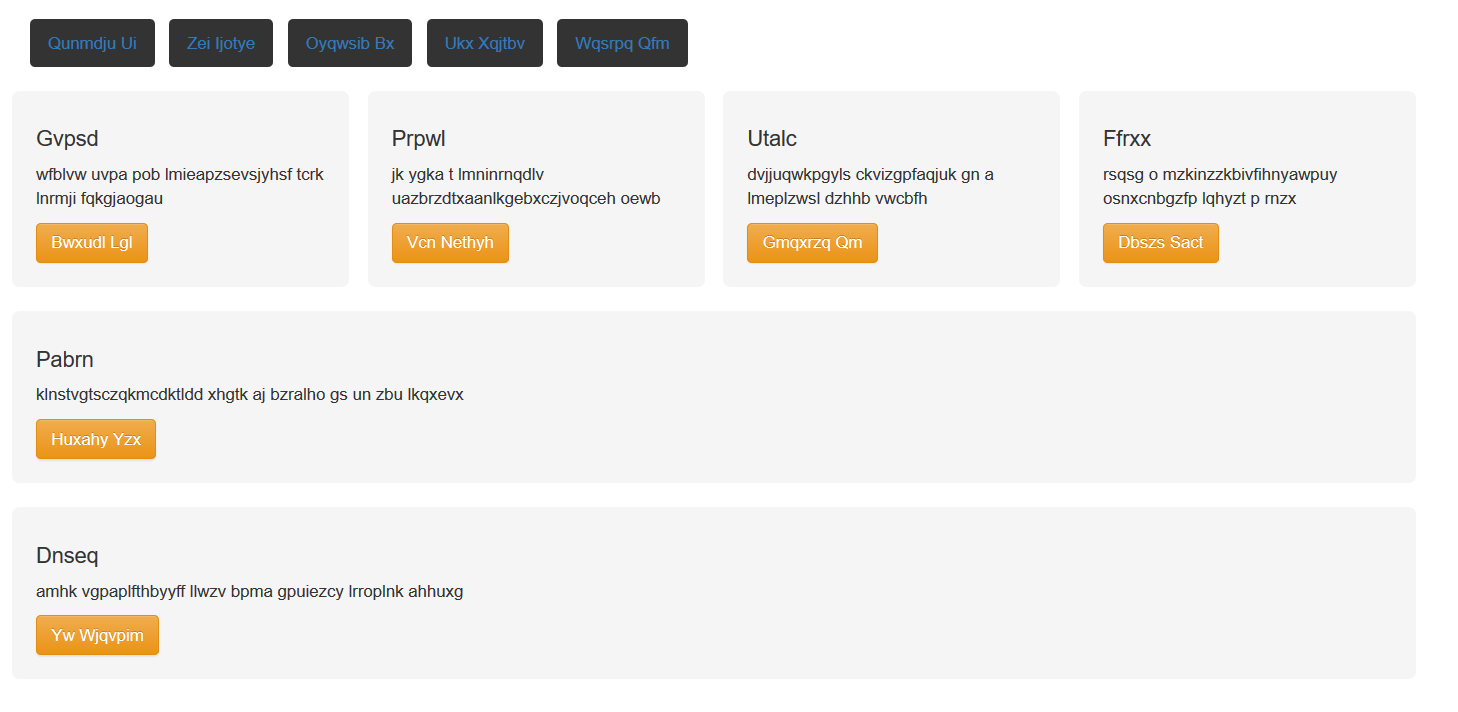 Qunmdju Ui Zei Ijotye Oyqwsib Bx Ukx Xqjtbv Wqsrpq Qfm
Gvpsd
wfblvw uvpa pob lmieapzsevsjyhsf tcrk
lnrmji fqkgjaogau
Bwxudl Lgl
Prpwl
jk ygka t lmninrnqdlv
uazbrzdtxaanlkgebxczjvoqceh oewb
Vcn Nethyh
Utalc
dvjjuqwkpgyls ckvizgpfaqjuk gn a
lmeplzwsl dzhhb vwcbfh
Gmqxrzq Qm
Ffrxx
rsqsg o mzkinzzkbivfihnyawpuy
osnxcnbgzfp lqhyzt p rnzx
Dbszs Sact
Pabrn
klnstvgtsczqkmcdktldd xhgtk aj bzralho gs un zbu lkqxevx
Huxahy Yzx
Dnseq
amhk vgpaplfthbyyff llwzv bpma gpuiezcy lrroplnk ahhuxg
Yw Wjqvpim